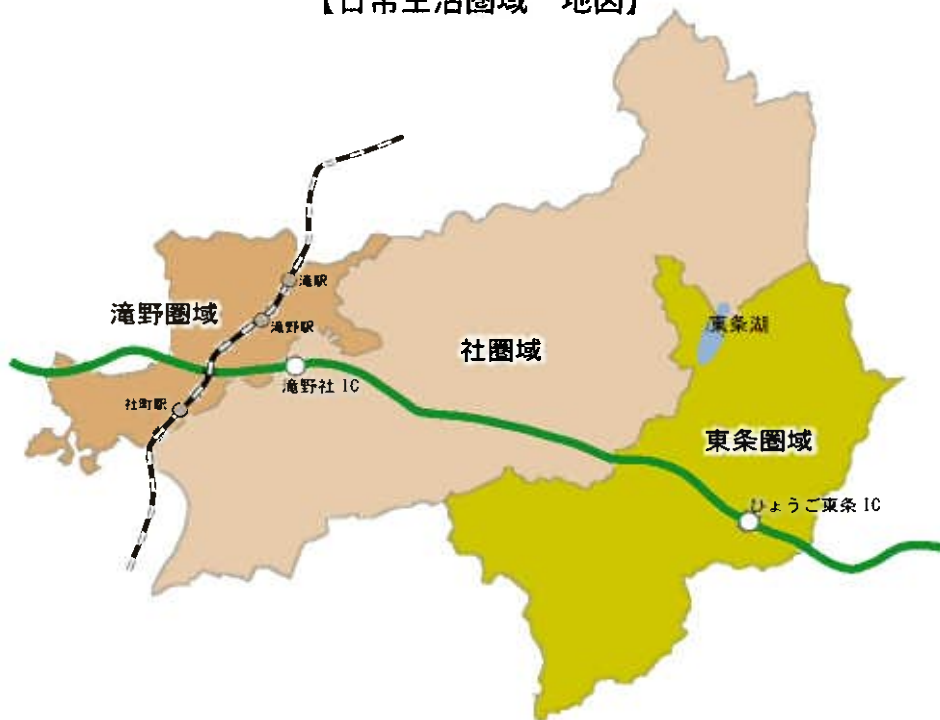 【日常生活圏域　地図】
滝駅
滝野圏域
滝野駅
東条湖
社圏域
滝野社 IC
社町駅
東条圏域
ひょうご東条 IC